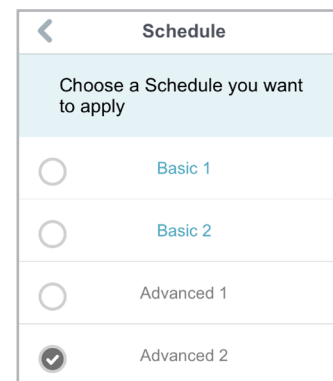 Schedule
Choose a Schedule you want
to apply
Basic 1
Basic 2
Advanced 1
Advanced 2